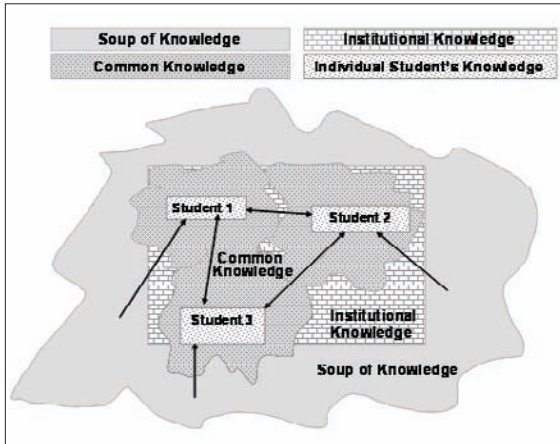 Soup of Knowledge
Institutional Knowledge
Common Knowledge
Individual Student's Knowledge
Student 1
Student 2
Common
Knowledge
Student 3
Institutional
Knowledge
Soup of Knowledge